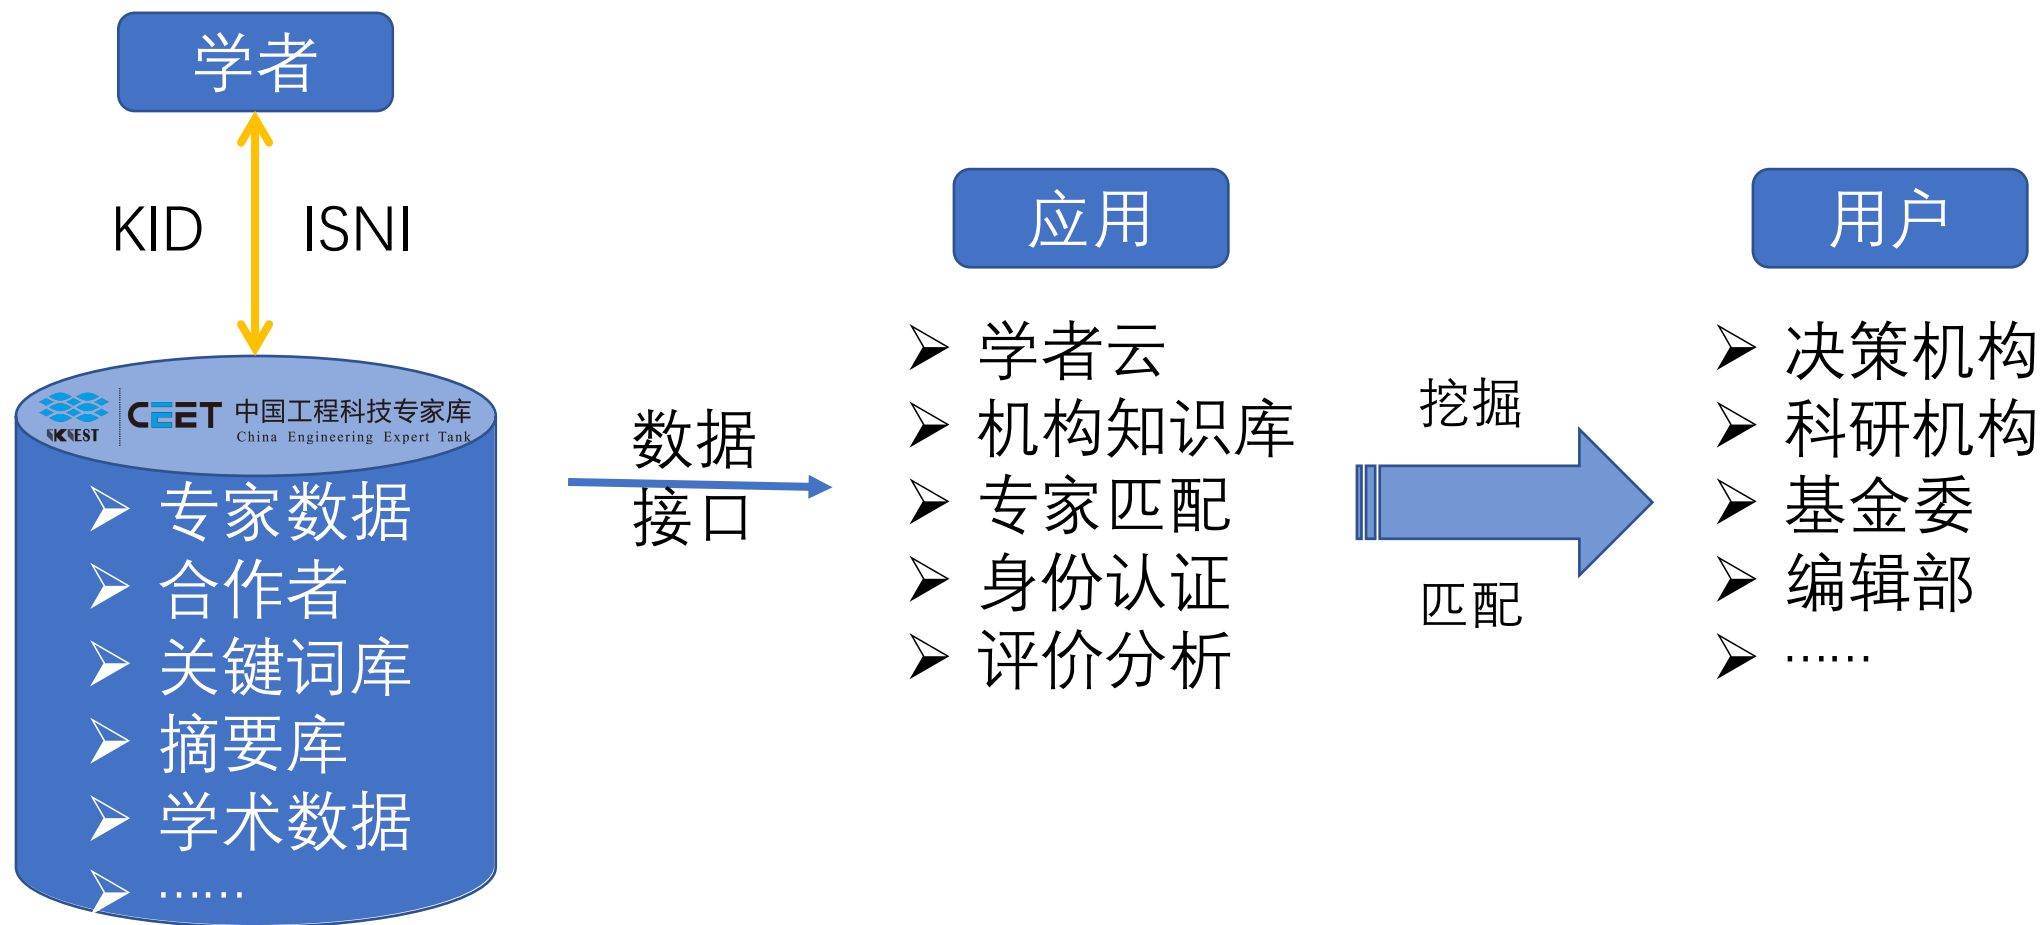 学者
KID
ISNI
IKCEST
CEET
中国工程科技专家库
China Engineering Expert Tank
专家数据
合作者
关键词库
摘要库
学术数据
……
数据
接口
应用
学者云
机构知识库
专家匹配
身份认证
评价分析
挖掘
匹配
用户
决策机构
科研机构
基金委
编辑部
……